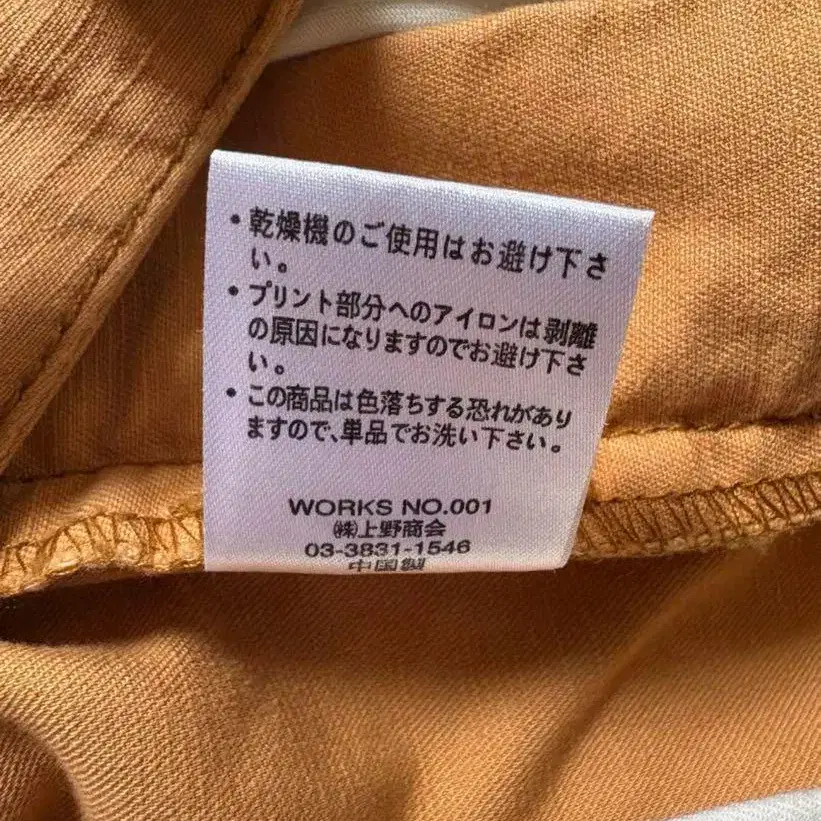 ・乾燥機のご使用はお避け下さ
い。
・プリント部分へのアイロンは剥離
の原因になりますのでお避け下さ
い。
・この商品は色落ちする恐れがあり
ますので、単品でお洗い下さい。
WORKS NO.001
㈱上野商会
03-3831-1546
中国製